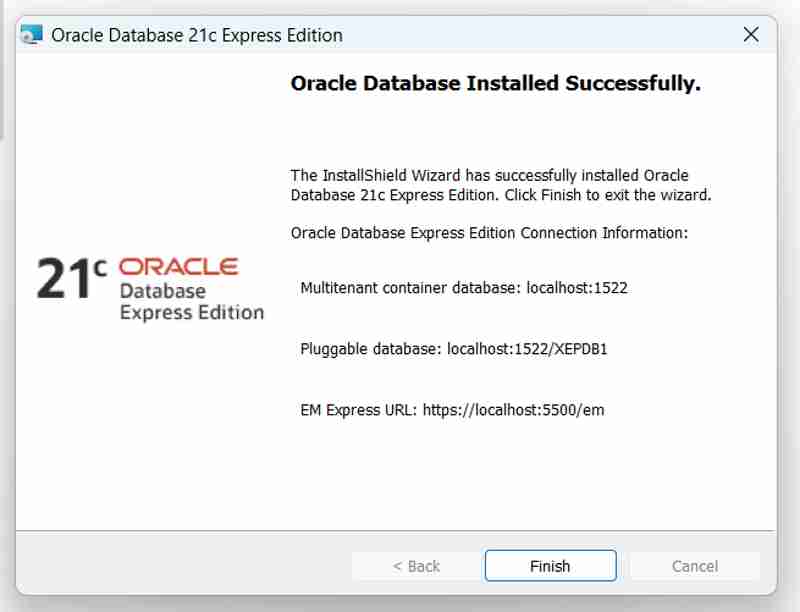 Oracle Database 21c Express Edition
Oracle Database Installed Successfully.
The InstallShield Wizard has successfully installed Oracle
Database 21c Express Edition. Click Finish to exit the wizard.
Oracle Database Express Edition Connection Information:
21c ORACLE
Database
Express Edition
Multitenant container database: localhost:1522
Pluggable database: localhost:1522/XEPDB1
EM Express URL: https://localhost:5500/em
< Back
Finish
Cancel